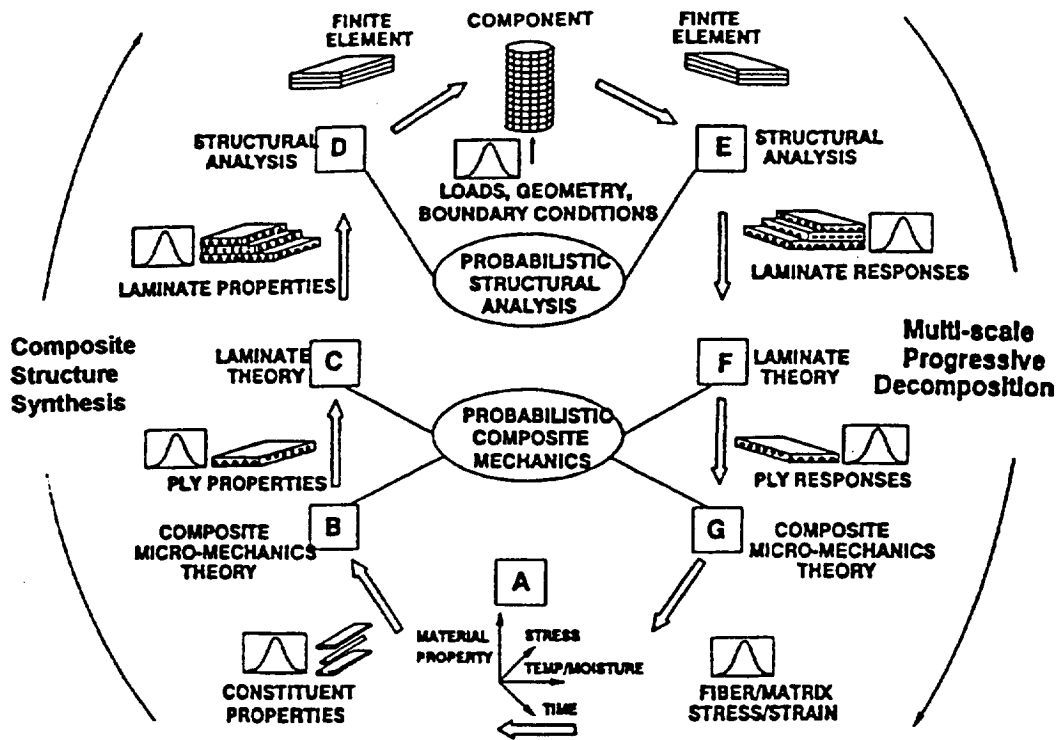 FINITE
ELEMENT
COMPONENT
FINITE
ELEMENT
STRUCTURAL
ANALYSIS
D
E
STRUCTURAL
ANALYSIS
LOADS, GEOMETRY,
BOUNDARY CONDITIONS
LAMINATE PROPERTIES
PROBABILISTIC
STRUCTURAL
ANALYSIS
LAMINATE RESPONSES
Composite
Structure
Synthesis
LAMINATE
THEORY
C
F
LAMINATE
THEORY
Multi-scale
Progressive
Decomposition
PROBABILISTIC
COMPOSITE
MECHANICS
PLY PROPERTIES
PLY RESPONSES
B
G
COMPOSITE
MICRO-MECHANICS
THEORY
COMPOSITE
MICRO-MECHANICS
THEORY
A
MATERIAL
PROPERTY
STRESS
TEMP/MOISTURE
TIME
CONSTITUENT
PROPERTIES
FIBER/MATRIX
STRESS/STRAIN